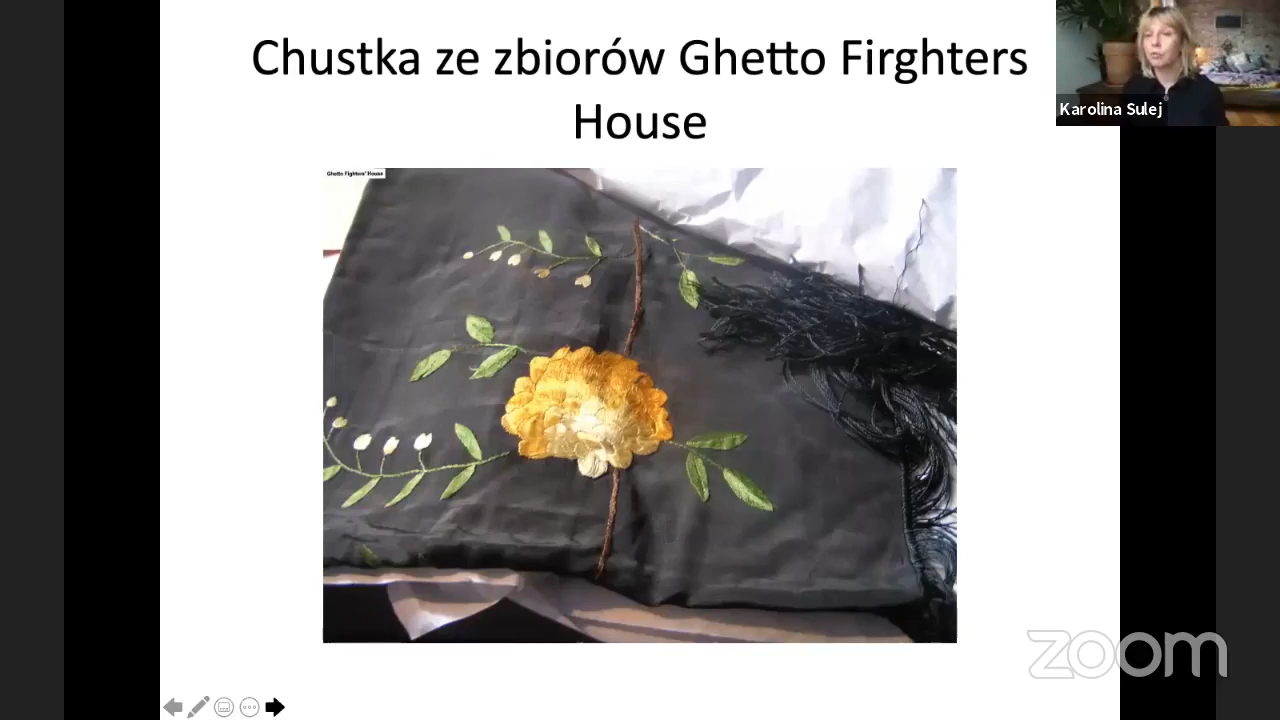 Chustka ze zbiorów Ghetto Firghters
House
Karolina Sulej
Ghetto Fighters' House
zoom